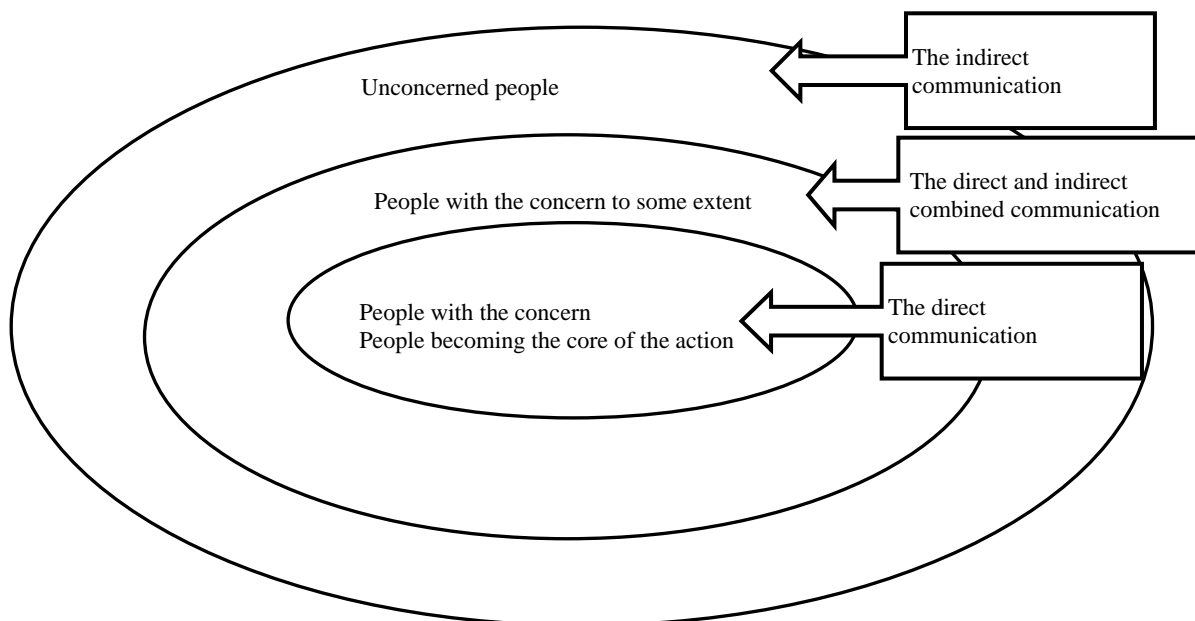 Unconcerned people
The indirect
communication
People with the concern to some extent
The direct and indirect
combined communication
People with the concern
People becoming the core of the action
The direct
communication